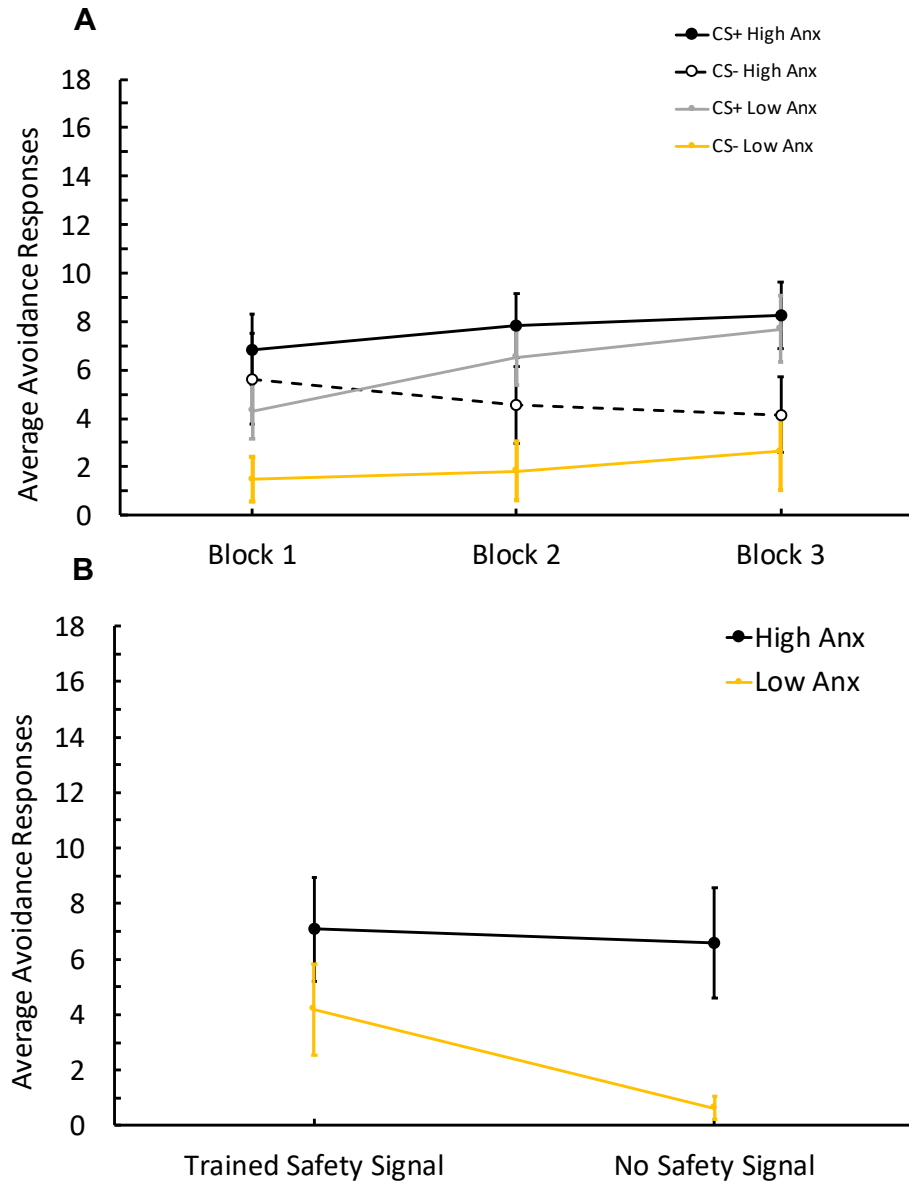 A
CS+ High Anx
CS- High Anx
CS+ Low Anx
CS- Low Anx
Average Avoidance Responses
18
16
14
12
10
8
6
4
2
0
Block 1 Block 2 Block 3
B
High Anx
Low Anx
Average Avoidance Responses
18
16
14
12
10
8
6
4
2
0
Trained Safety Signal No Safety Signal